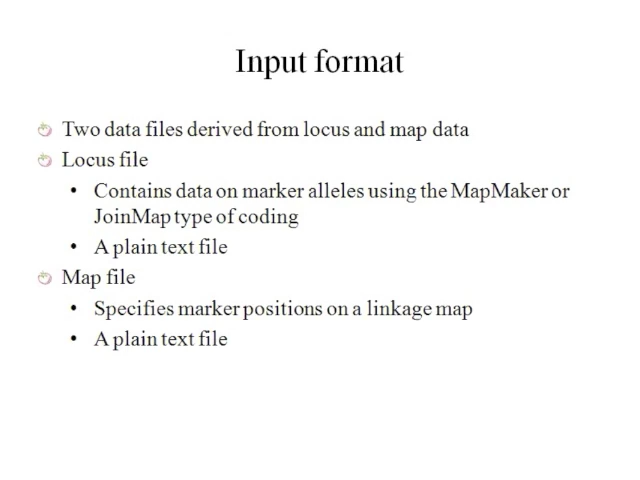 Input format
Two data files derived from locus and map data
Locus file
• Contains data on marker alleles using the MapMaker or
JoinMap type of coding
• A plain text file
Map file
• Specifies marker positions on a linkage map
• A plain text file